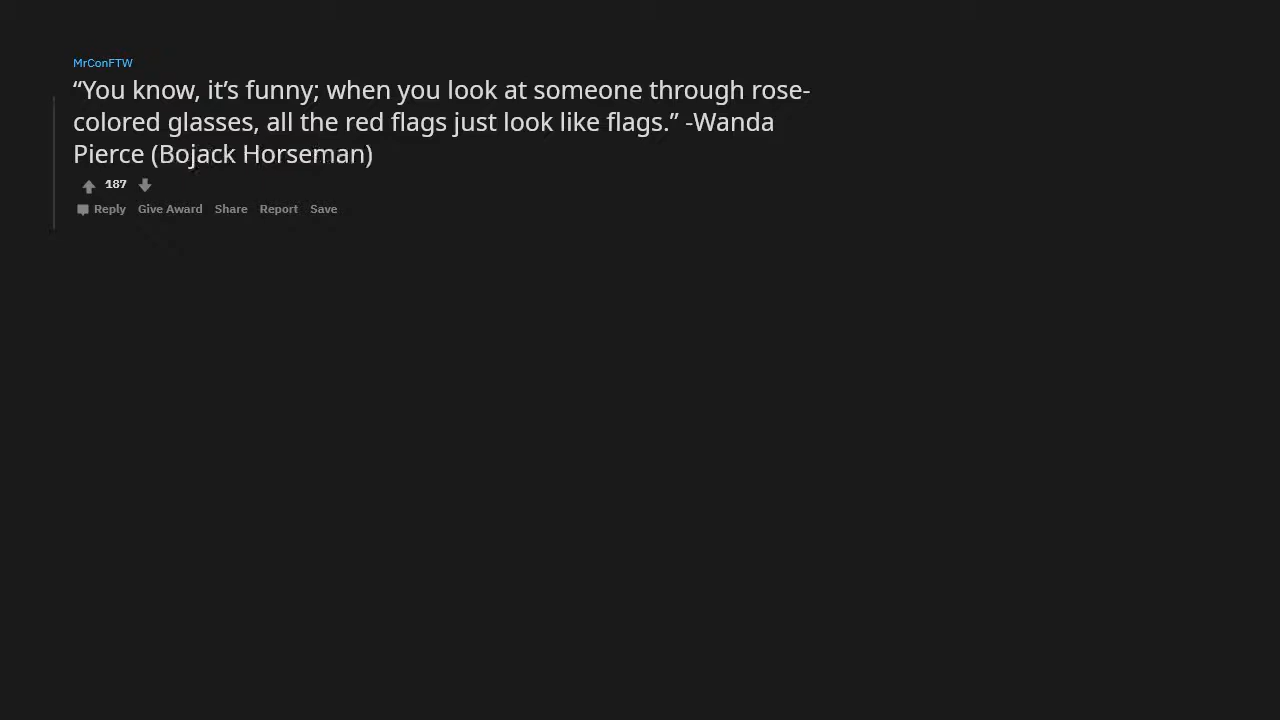 MrConFTW
“You know, it’s funny; when you look at someone through rose-
colored glasses, all the red flags just look like flags.” -Wanda
Pierce (Bojack Horseman)
187
Reply Give Award Share Report Save